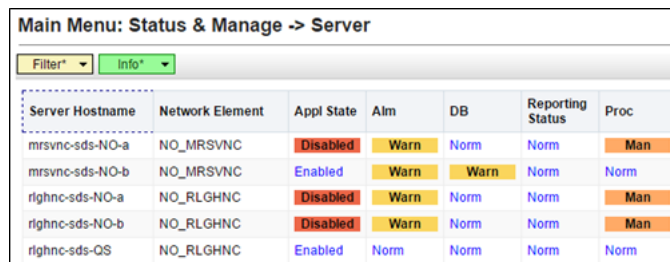 Main Menu: Status & Manage -> Server
Filter* Info*
Server Hostname Network Element Appl State Alm DB Reporting Status Proc
mrsvnc-sds-NO-a NO_MRSVNC Disabled Warn Norm Norm Man
mrsvnc-sds-NO-b NO_MRSVNC Enabled Warn Warn Norm Norm
rlghnc-sds-NO-a NO_RLGHNC Disabled Warn Norm Norm Man
rlghnc-sds-NO-b NO_RLGHNC Disabled Warn Norm Norm Man
rlghnc-sds-QS NO_RLGHNC Enabled Norm Norm Norm Norm